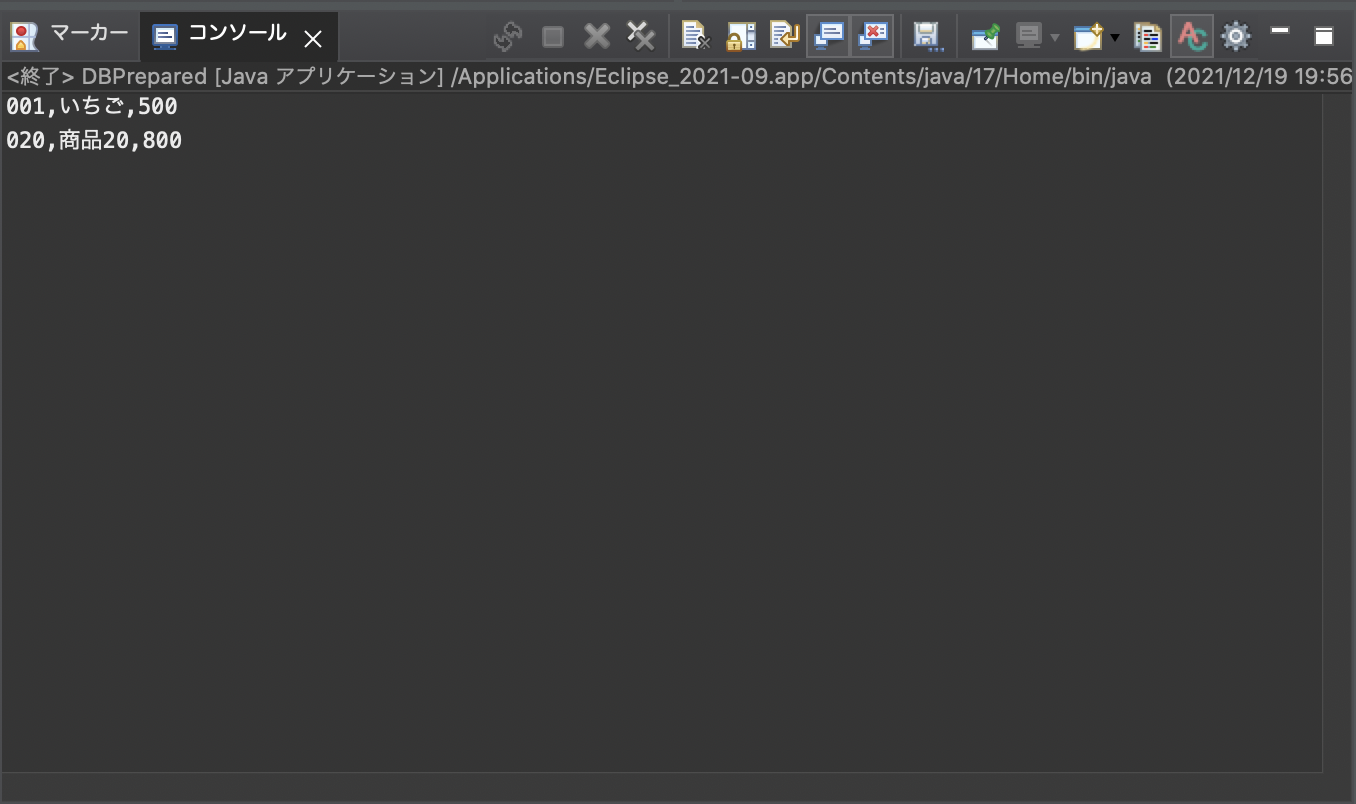 マーカー コンソール
<終了> DBPrepared [Java アプリケーション] /Applications/Eclipse_2021-09.app/Contents/java/17/Home/bin/java (2021/12/19 19:56
001,いちご,500
020,商品20,800